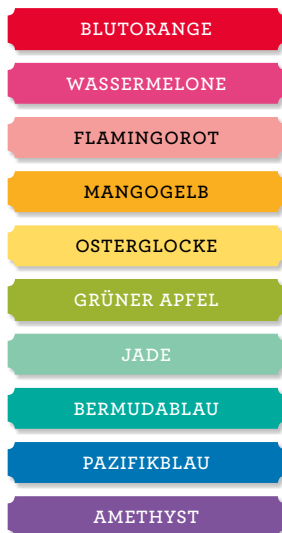 BLUTORANGE
WASSERMELONE
FLAMINGOROT
MANGOGELB
OSTERGLOCKE
GRÜNER APFEL
JADE
BERMUDABLAU
PAZIFIKBLAU
AMETHYST